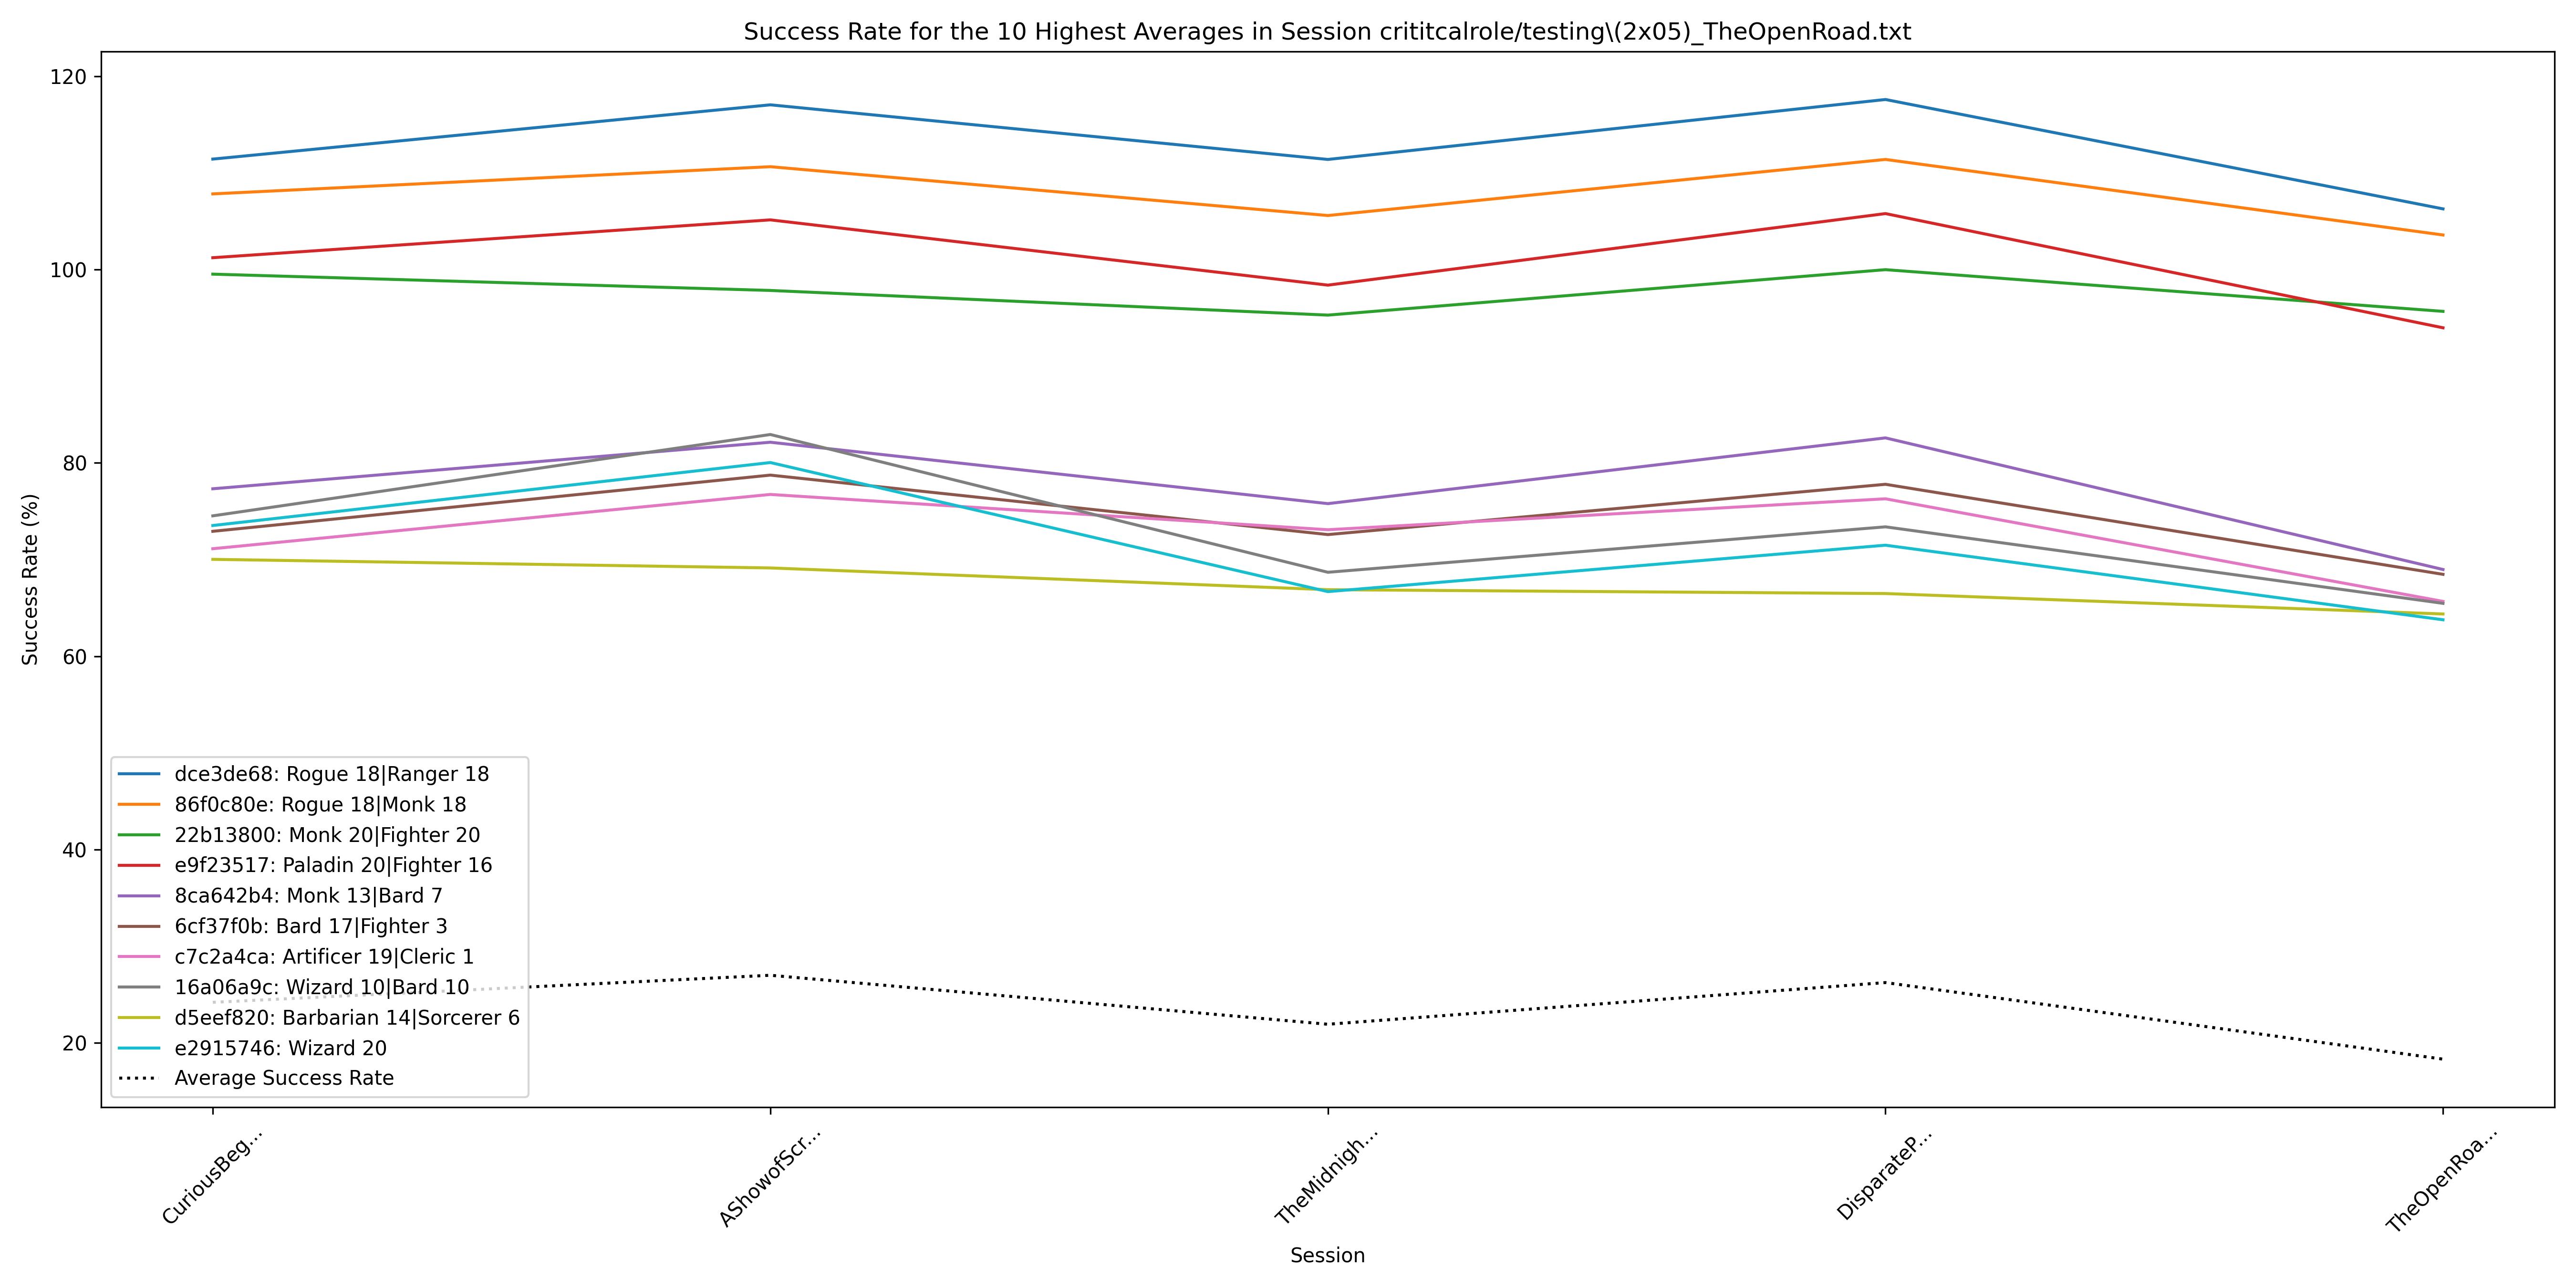 Success Rate for the 10 Highest Averages in Session crititcalrole/testing\(2x05)_TheOpenRoad.txt
Success Rate (%)
120
100
80
60
40
20
dce3de68: Rogue 18|Ranger 18
86f0c80e: Rogue 18|Monk 18
22b13800: Monk 20|Fighter 20
e9f23517: Paladin 20|Fighter 16
8ca642b4: Monk 13|Bard 7
6cf37f0b: Bard 17|Fighter 3
c7c2a4ca: Artificer 19|Cleric 1
16a06a9c: Wizard 10|Bard 10
d5eef820: Barbarian 14|Sorcerer 6
e2915746: Wizard 20
Average Success Rate
CuriousBeg...
AShowofScr...
TheMidnigh...
DisparateP...
TheOpenRoa...
Session